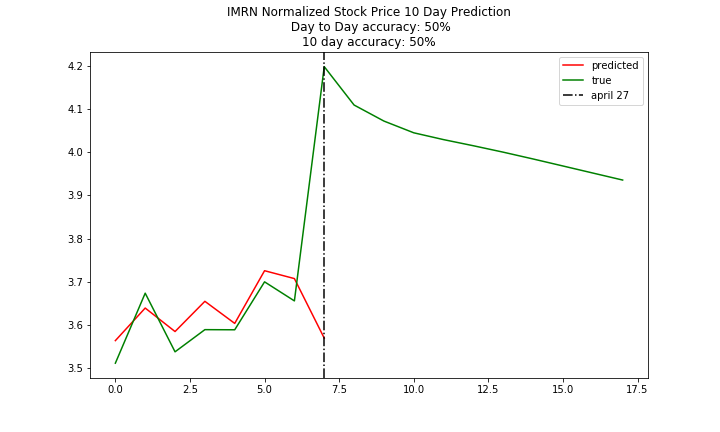 IMRN Normalized Stock Price 10 Day Prediction
Day to Day accuracy: 50%
10 day accuracy: 50%
predicted
true
april 27
4.2
4.1
4.0
3.9
3.8
3.7
3.6
3.5
0.0 2.5 5.0 7.5 10.0 12.5 15.0 17.5